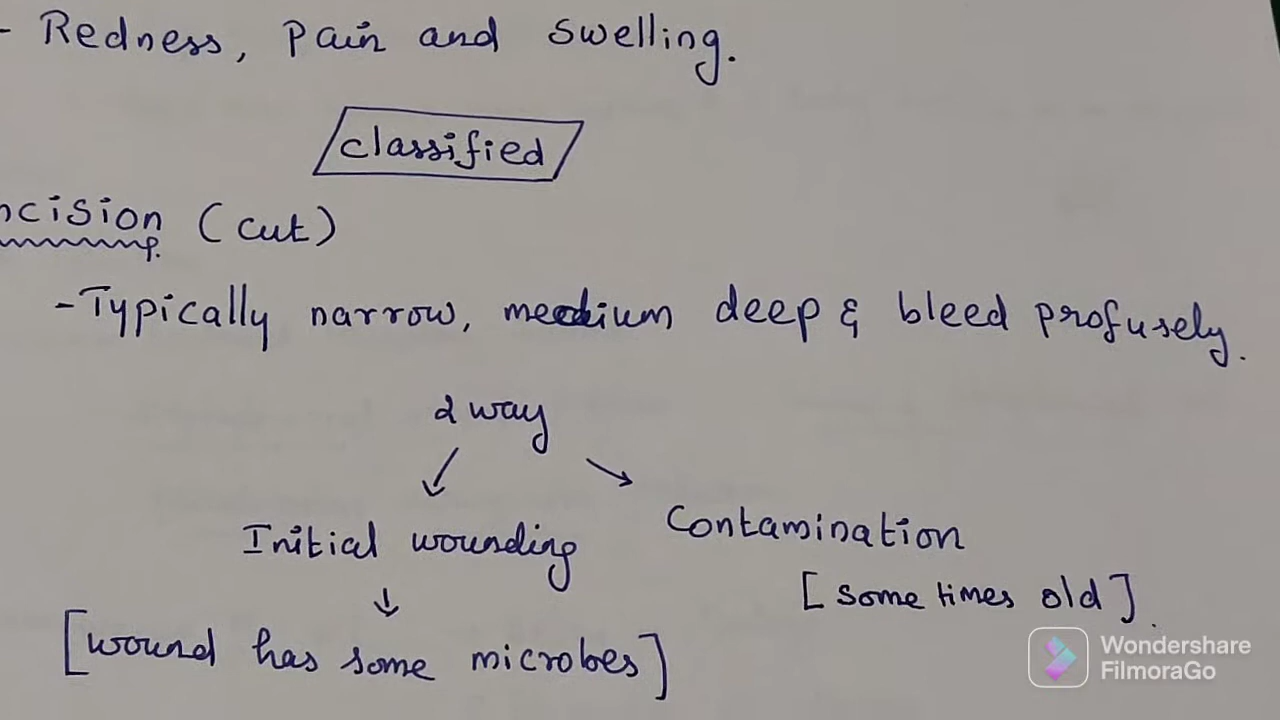 - Redness, Pain and swelling.
classified
ncision (cut)
- Typically narrow, medium deep & bleed profusely.
2 way
Initial wounding
Contamination
[some times old].
[wound has some microbes]
Wondershare
FilmoraGo